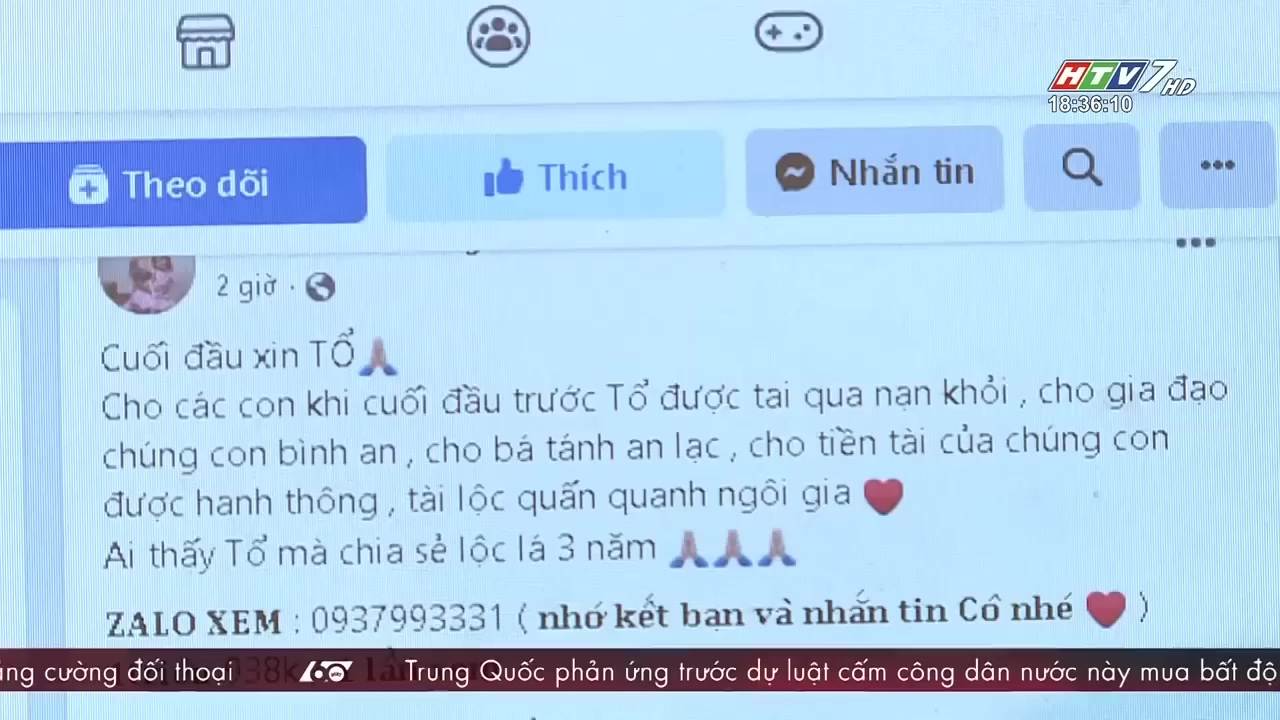 HTV7 HD
18:36:10
Theo dõi
Thích
Nhắn tin
2 giờ
Cuối đầu xin TỔ🙏
Cho các con khi cuối đầu trước Tổ được tai qua nạn khỏi , cho gia đạo
chúng con bình an , cho bá tánh an lạc , cho tiền tài của chúng con
được hanh thông , tài lộc quấn quanh ngôi gia ❤️
Ai thấy Tổ mà chia sẻ lộc lá 3 năm 🙏🙏🙏
ZALO XEM : 0937993331 ( nhớ kết bạn và nhắn tin Cô nhé ❤️ )
38k
ăng cường đối thoại 60 Trung Quốc phản ứng trước dự luật cấm công dân nước này mua bất độ